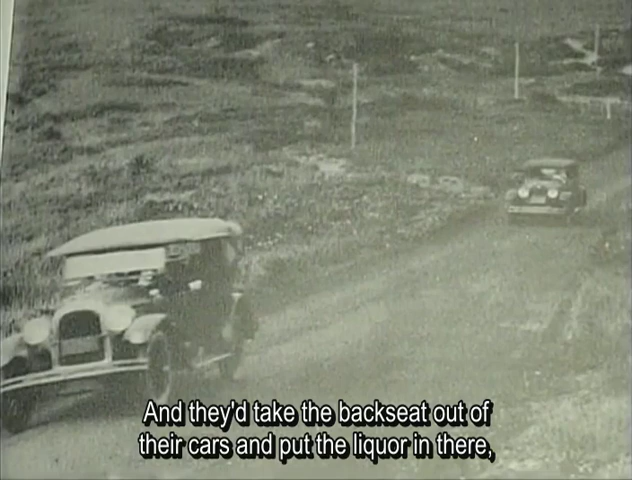 And they'd take the backseat out of
their cars and put the liquor in there,